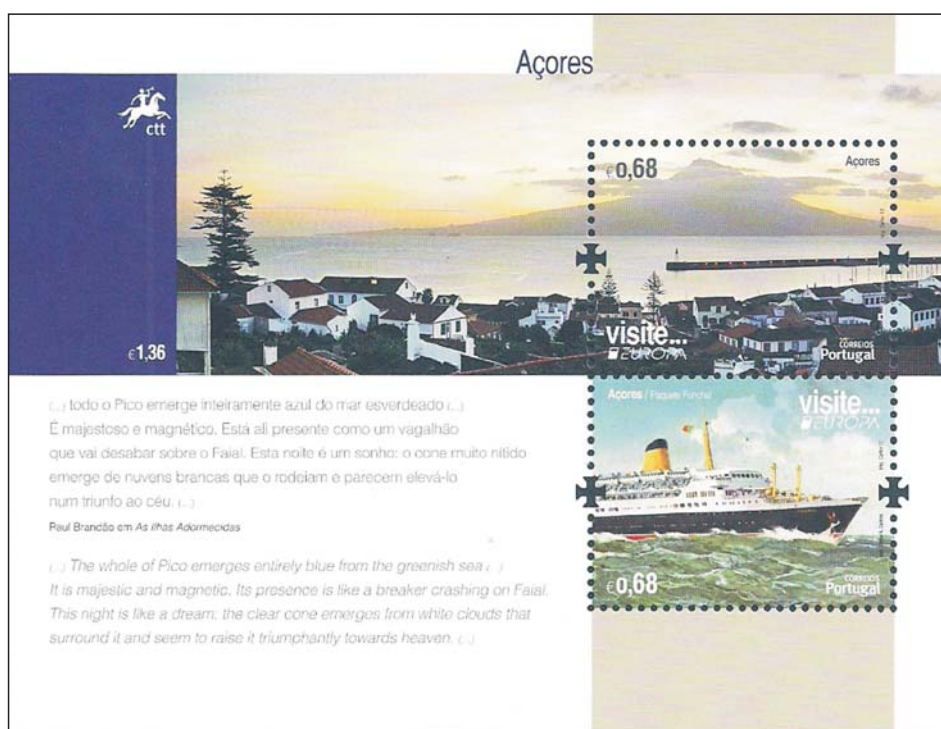 Açores
ctt
€0,68
Açores
visite...
EUROPA
CORREIOS
Portugal
€1,36
(...) todo o Pico emerge inteiramente azul do mar esverdeado (...)
É majestoso e magnético. Está ali presente como um vagalhão
que vai desabar sobre o Faial. Esta noite é um sonho: o cone muito nítido
emerge de nuvens brancas que o rodeiam e parecem elevá-lo
num triunfo ao céu. (...)
Raul Brandão em As Ilhas Adormecidas
(...) The whole of Pico emerges entirely blue from the greenish sea (...)
It is majestic and magnetic. Its presence is like a breaker crashing on Faial.
This night is like a dream: the clear cone emerges from white clouds that
surround it and seem to raise it triumphantly towards heaven. (...)
Açores / Paquete Funchal
visite...
EUROPA
€0,68
CORREIOS
Portugal